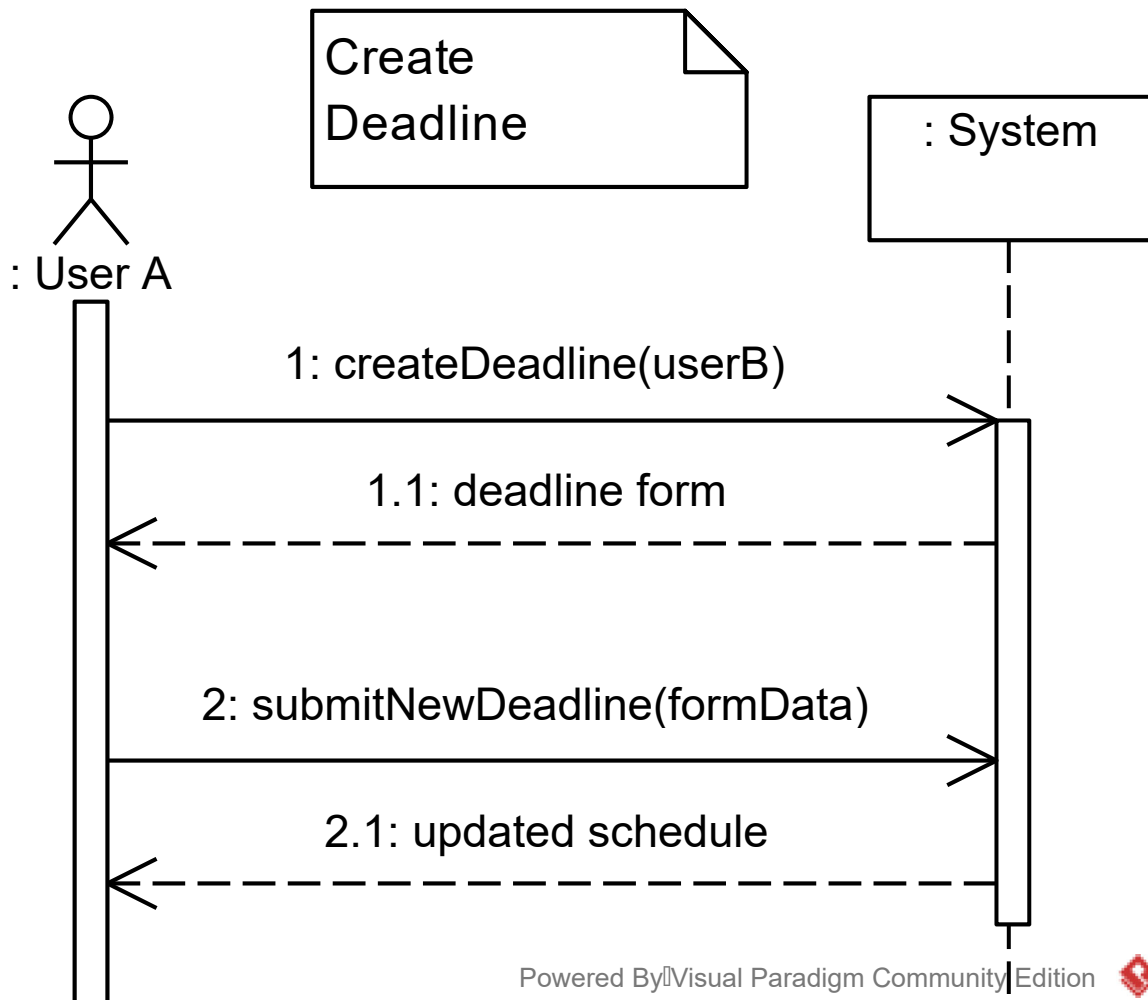 Create
Deadline
: System
: User A
1: createDeadline(userB)
1.1: deadline form
2: submitNewDeadline(formData)
2.1: updated schedule
Powered By Visual Paradigm Community Edition